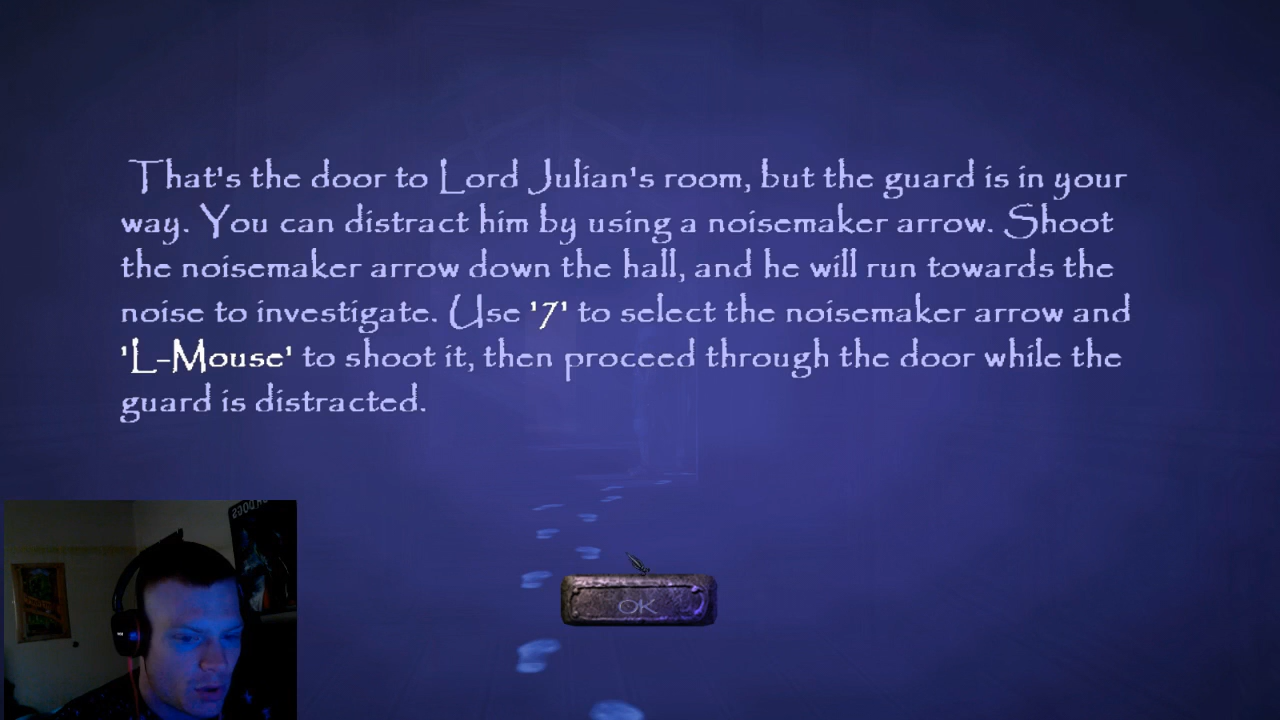 That's the door to Lord Julian's room, but the guard is in your
way. You can distract him by using a noisemaker arrow. Shoot
the noisemaker arrow down the hall, and he will run towards the
noise to investigate. Use '7' to select the noisemaker arrow and
'L-Mouse' to shoot it, then proceed through the door while the
guard is distracted.
OK